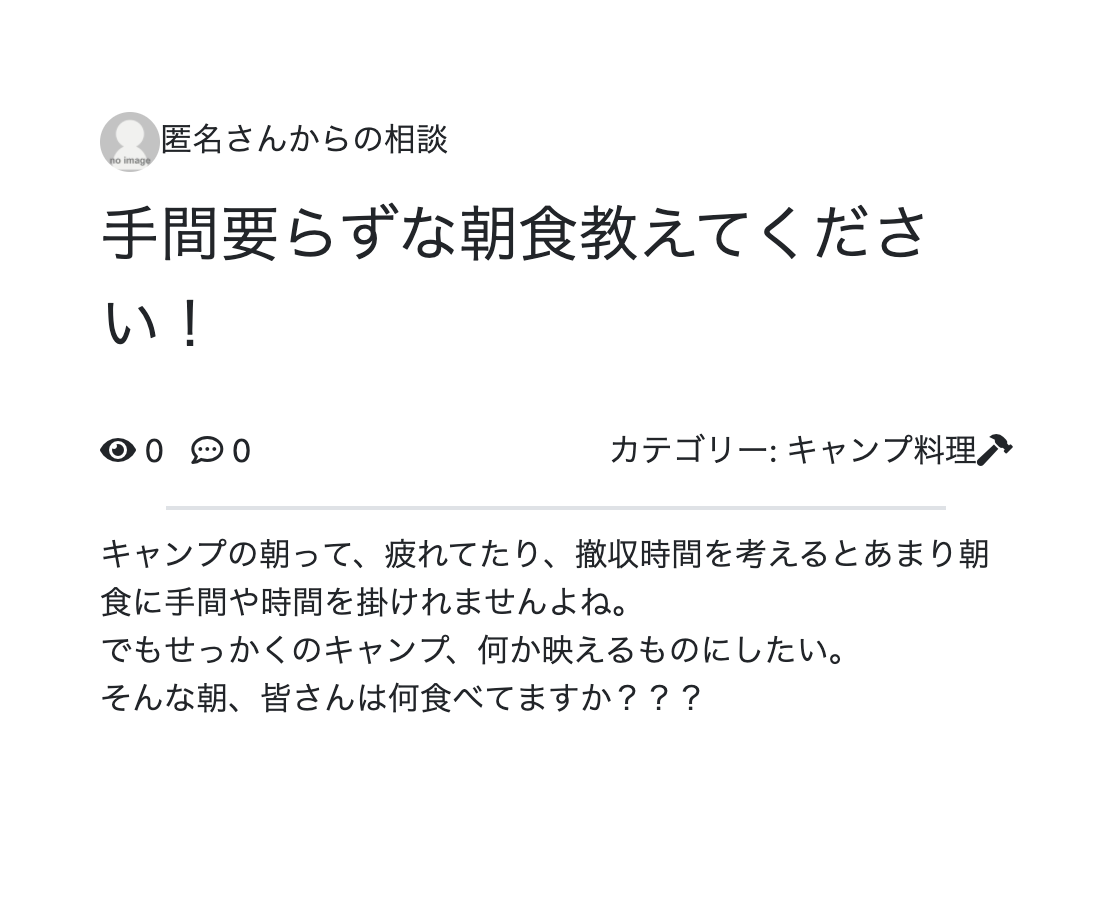 no image
匿名さんからの相談
手間要らずな朝食教えてくださ
い！
0 0 カテゴリー: キャンプ料理
キャンプの朝って、疲れてたり、撤収時間を考えるとあまり朝
食に手間や時間を掛けれませんよね。
でもせっかくのキャンプ、何か映えるものにしたい。
そんな朝、皆さんは何食べてますか？？？